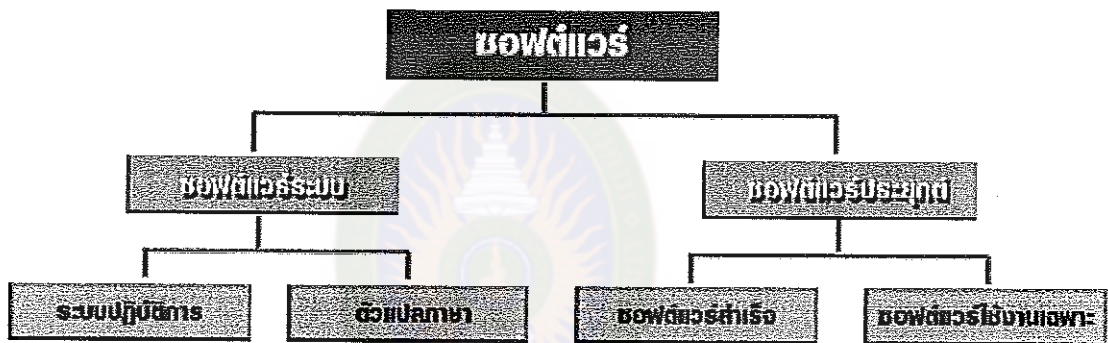 ซอฟต์แวร์
ซอฟต์แวร์ระบบ
ซอฟต์แวร์ประยุกต์
ระบบปฏิบัติการ
ตัวแปลภาษา
ซอฟต์แวร์สำเร็จ
ซอฟต์แวร์ใช้งานเฉพาะ